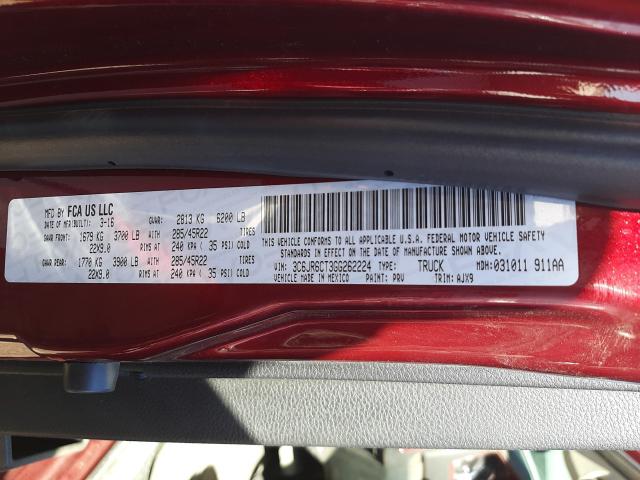 MFD BY FCA US LLC
DATE OF MFG(BUILT): 3-16 GVWR: 2813 KG 6200 LB
GAWR FRONT: 1679 KG 3700 LB 285/45R22 TIRES
22X9.0 RIMS AT 240 KPA ( 35 PSI) COLD
GAWR REAR: 1770 KG 3900 LB 285/45R22 TIRES
22X9.0 RIMS AT 240 KPA ( 35 PSI) COLD
THIS VEHICLE CONFORMS TO ALL APPLICABLE U.S.A. FEDERAL MOTOR VEHICLE SAFETY
STANDARDS IN EFFECT ON THE DATE OF MANUFACTURE SHOWN ABOVE.
VIN: 3C6JR6CT3GG262224 TYPE: TRUCK MDH: 031011 911AA
VEHICLE MADE IN MEXICO PAINT: PRV TRIM: AJX9